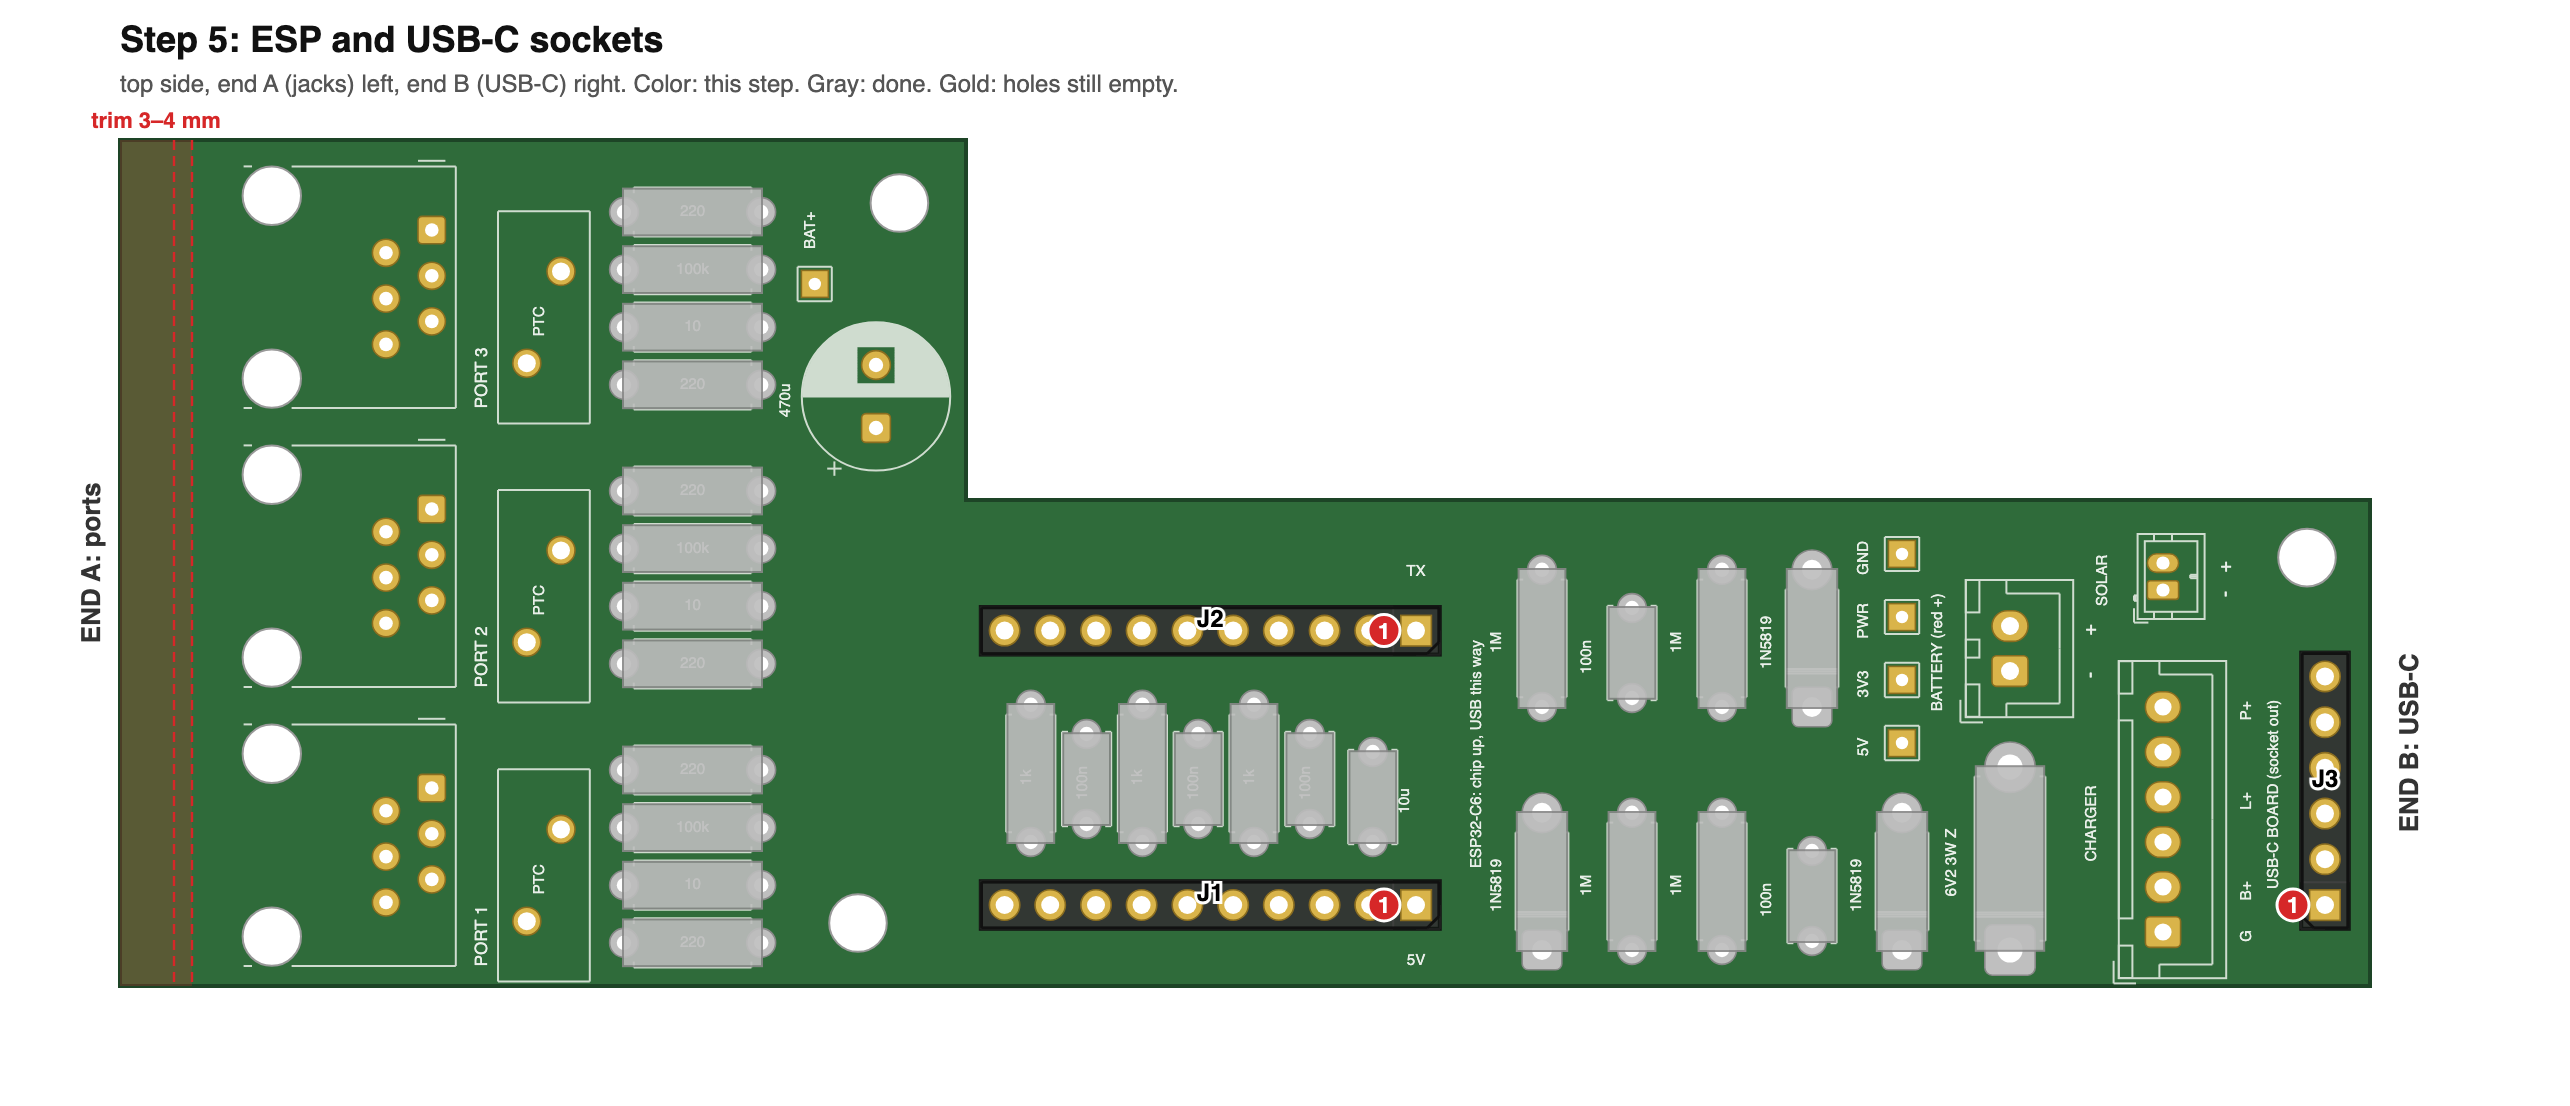 Step 5: ESP and USB-C sockets
top side, end A (jacks) left, end B (USB-C) right. Color: this step. Gray: done. Gold: holes still empty.
trim 3–4 mm
END A: ports
PORT 3
PTC
220
100k
10
220
BAT+
470u
+
PORT 2
PTC
220
100k
10
220
PORT 1
PTC
220
100k
10
220
TX
J2
1
1k
100n
1k
100n
1k
100n
10u
J1
1
5V
ESP32-C6: chip up, USB this way
1M
100n
1M
1N5819
1N5819
1M
1M
100n
1N5819
6V2 3W Z
GND
PWR
3V3
5V
BATTERY (red +)
+
-
SOLAR
+
-
CHARGER
P+
L+
B+
G
USB-C BOARD (socket out)
J3
1
END B: USB-C